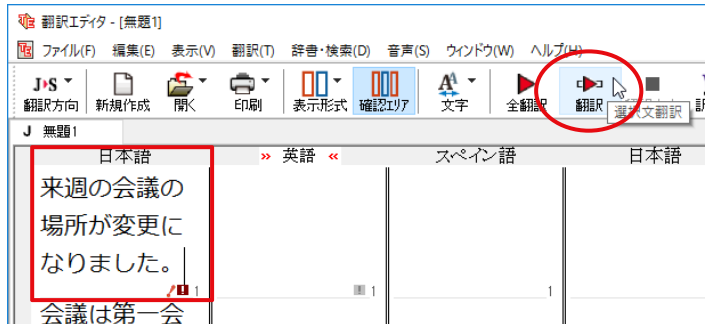 翻訳エディタ - [無題1]
ファイル(F) 編集(E) 表示(V) 翻訳(T) 辞書・検索(D) 音声(S) ウィンドウ(W) ヘルプ(H)
J▸S
翻訳方向 新規作成 開く 印刷 表示形式 確認エリア 文字 全翻訳 翻訳
選択文翻訳
J 無題1
日本語 » 英語 « スペイン語 日本語
来週の会議の
場所が変更に
なりました。
1 1 1
会議は第一会